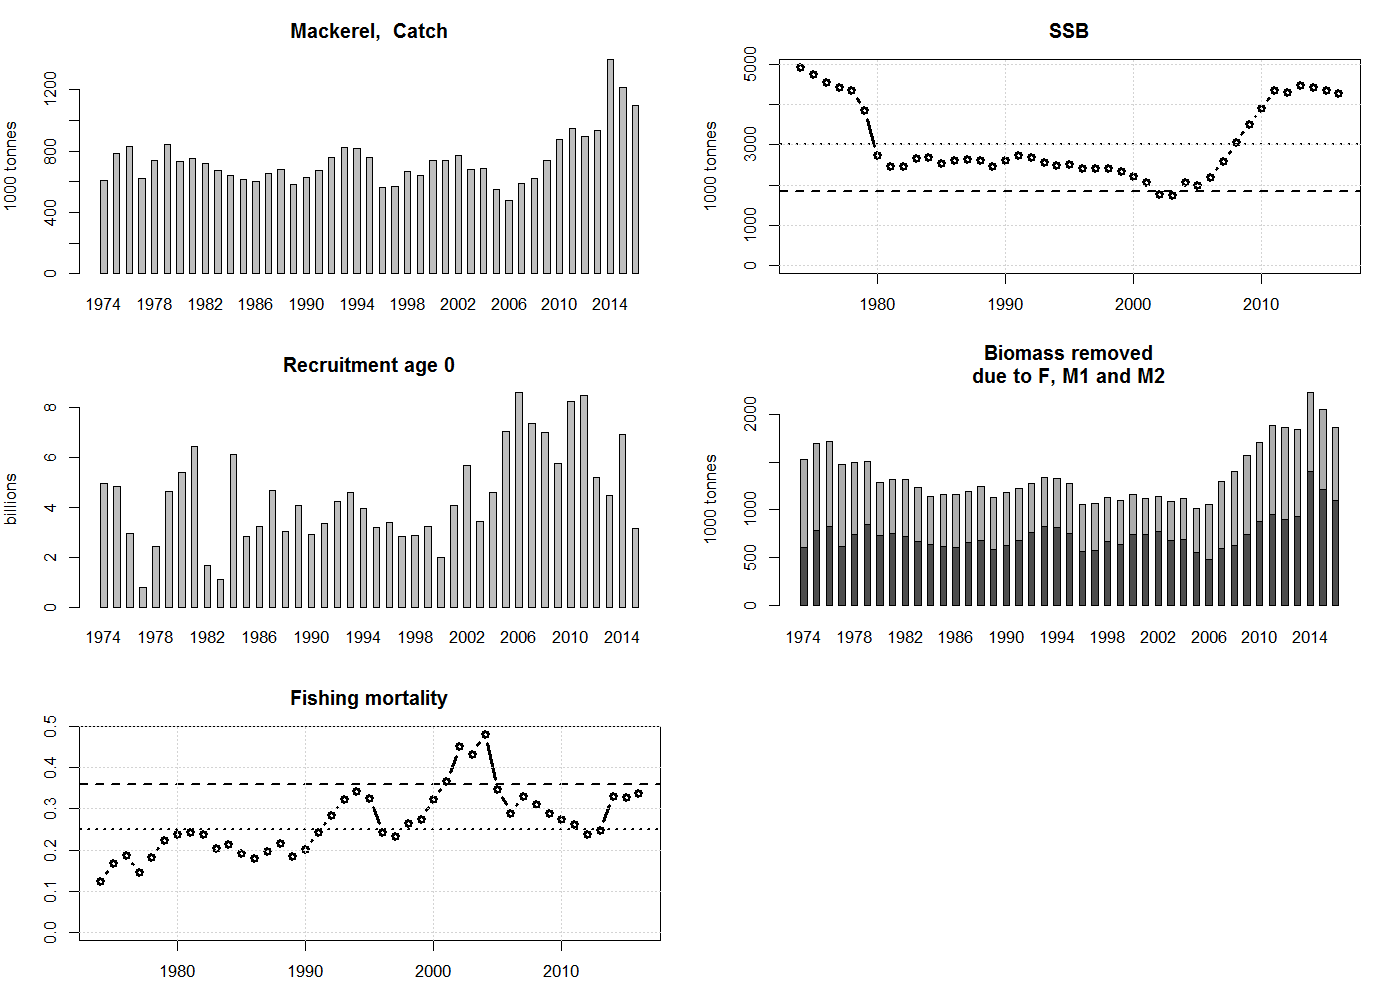 Mackerel,  Catch
1000 tonnes
0
400
800
1200
1974 1978 1982 1986 1990 1994 1998 2002 2006 2010 2014
SSB
1000 tonnes
0
1000
3000
5000
1980 1990 2000 2010
Recruitment age 0
billions
0
2
4
6
8
1974 1978 1982 1986 1990 1994 1998 2002 2006 2010 2014
Biomass removed
due to F, M1 and M2
1000 tonnes
0
500
1000
2000
1974 1978 1982 1986 1990 1994 1998 2002 2006 2010 2014
Fishing mortality
0.0
0.1
0.2
0.3
0.4
0.5
1980 1990 2000 2010